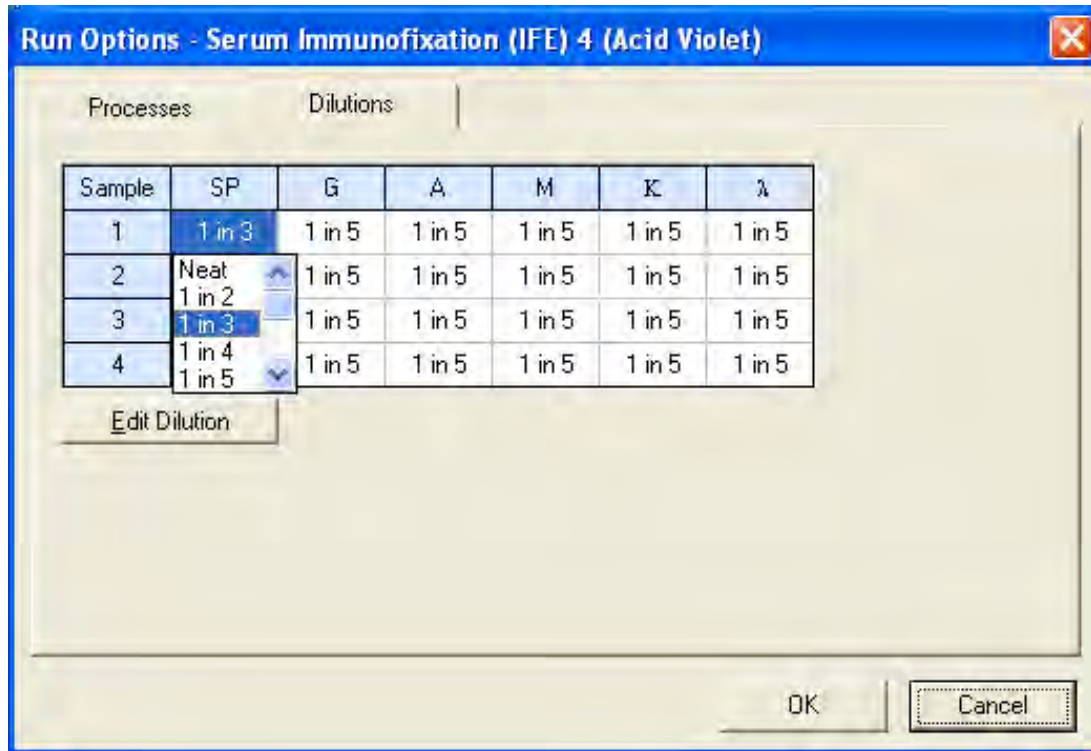 Run Options - Serum Immunofixation (IFE) 4 (Acid Violet)
Processes Dilutions
Sample SP G A M K λ
1 1 in 3 1 in 5 1 in 5 1 in 5 1 in 5 1 in 5
2 Neat 1 in 5 1 in 5 1 in 5 1 in 5 1 in 5
1 in 2
3 1 in 3 1 in 5 1 in 5 1 in 5 1 in 5 1 in 5
1 in 4
4 1 in 5 1 in 5 1 in 5 1 in 5 1 in 5 1 in 5
Edit Dilution
OK Cancel